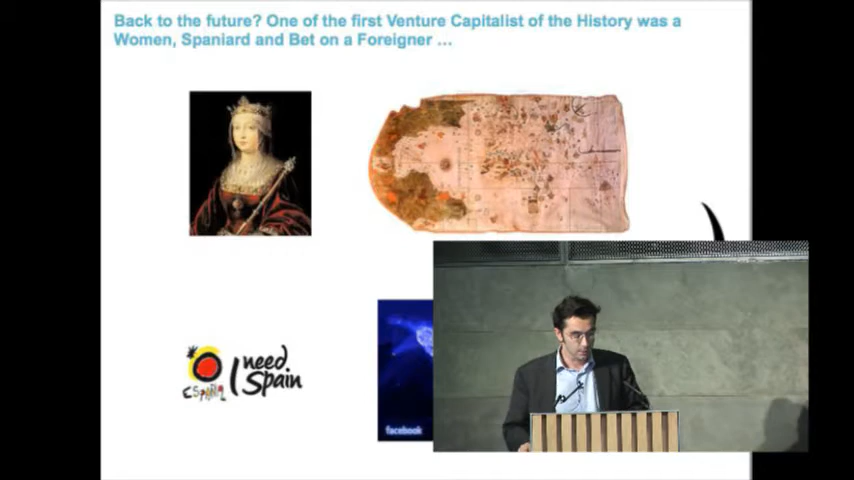 Back to the future? One of the first Venture Capitalist of the History was a
Women, Spaniard and Bet on a Foreigner ...
I need
Spain
ESPAÑA
facebook